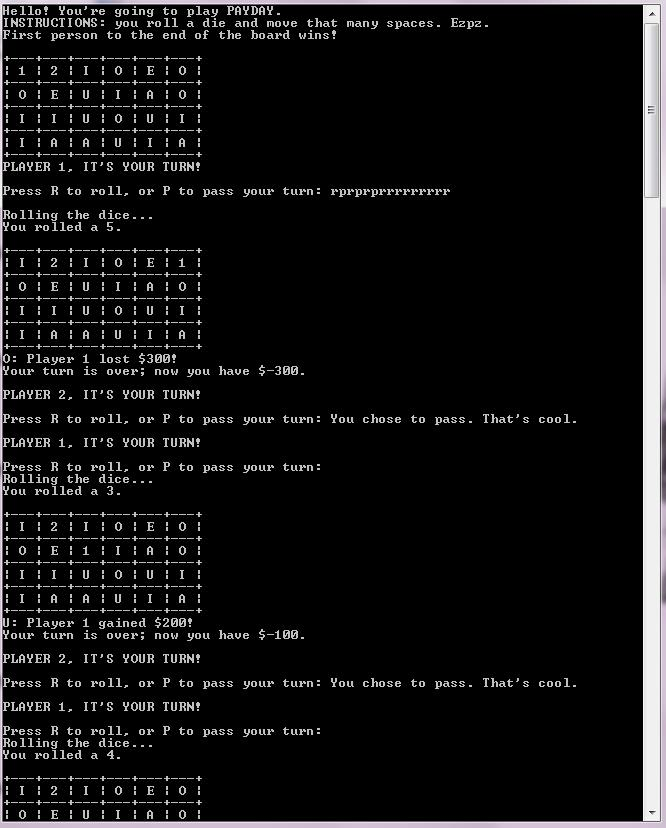 Hello! You're going to play PAYDAY.
INSTRUCTIONS: you roll a die and move that many spaces. Ezpz.
First person to the end of the board wins!
+---+---+---+---+---+---+
¦ 1 ¦ 2 ¦ I ¦ O ¦ E ¦ O ¦
+---+---+---+---+---+---+
¦ O ¦ E ¦ U ¦ I ¦ A ¦ O ¦
+---+---+---+---+---+---+
¦ I ¦ I ¦ U ¦ O ¦ U ¦ I ¦
+---+---+---+---+---+---+
¦ I ¦ A ¦ A ¦ U ¦ I ¦ A ¦
+---+---+---+---+---+---+
PLAYER 1, IT'S YOUR TURN!
Press R to roll, or P to pass your turn: rprprprrrrrrrrr
Rolling the dice...
You rolled a 5.
+---+---+---+---+---+---+
¦ I ¦ 2 ¦ I ¦ O ¦ E ¦ 1 ¦
+---+---+---+---+---+---+
¦ O ¦ E ¦ U ¦ I ¦ A ¦ O ¦
+---+---+---+---+---+---+
¦ I ¦ I ¦ U ¦ O ¦ U ¦ I ¦
+---+---+---+---+---+---+
¦ I ¦ A ¦ A ¦ U ¦ I ¦ A ¦
+---+---+---+---+---+---+
O: Player 1 lost $300!
Your turn is over; now you have $-300.
PLAYER 2, IT'S YOUR TURN!
Press R to roll, or P to pass your turn: You chose to pass. That's cool.
PLAYER 1, IT'S YOUR TURN!
Press R to roll, or P to pass your turn:
Rolling the dice...
You rolled a 3.
+---+---+---+---+---+---+
¦ I ¦ 2 ¦ I ¦ O ¦ E ¦ O ¦
+---+---+---+---+---+---+
¦ O ¦ E ¦ 1 ¦ I ¦ A ¦ O ¦
+---+---+---+---+---+---+
¦ I ¦ I ¦ U ¦ O ¦ U ¦ I ¦
+---+---+---+---+---+---+
¦ I ¦ A ¦ A ¦ U ¦ I ¦ A ¦
+---+---+---+---+---+---+
U: Player 1 gained $200!
Your turn is over; now you have $-100.
PLAYER 2, IT'S YOUR TURN!
Press R to roll, or P to pass your turn: You chose to pass. That's cool.
PLAYER 1, IT'S YOUR TURN!
Press R to roll, or P to pass your turn:
Rolling the dice...
You rolled a 4.
+---+---+---+---+---+---+
¦ I ¦ 2 ¦ I ¦ O ¦ E ¦ O ¦
+---+---+---+---+---+---+
¦ O ¦ E ¦ U ¦ I ¦ A ¦ O ¦